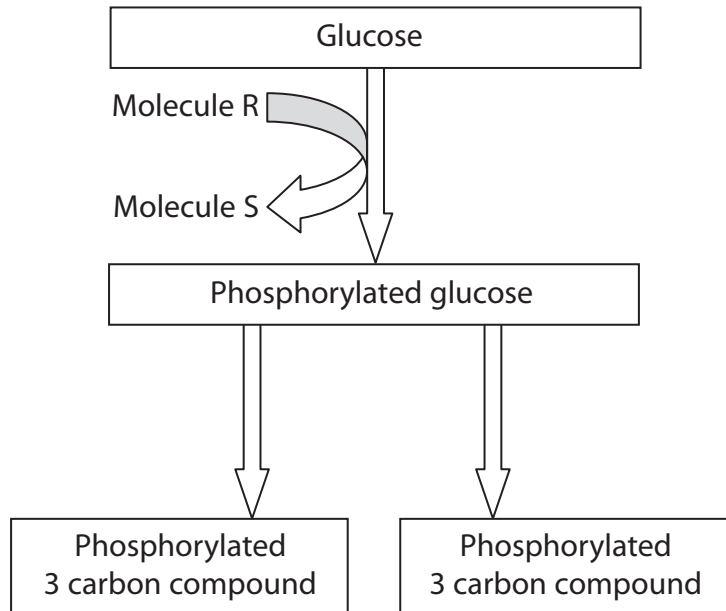 Glucose
Molecule R
Molecule S
Phosphorylated glucose
Phosphorylated
3 carbon compound
Phosphorylated
3 carbon compound